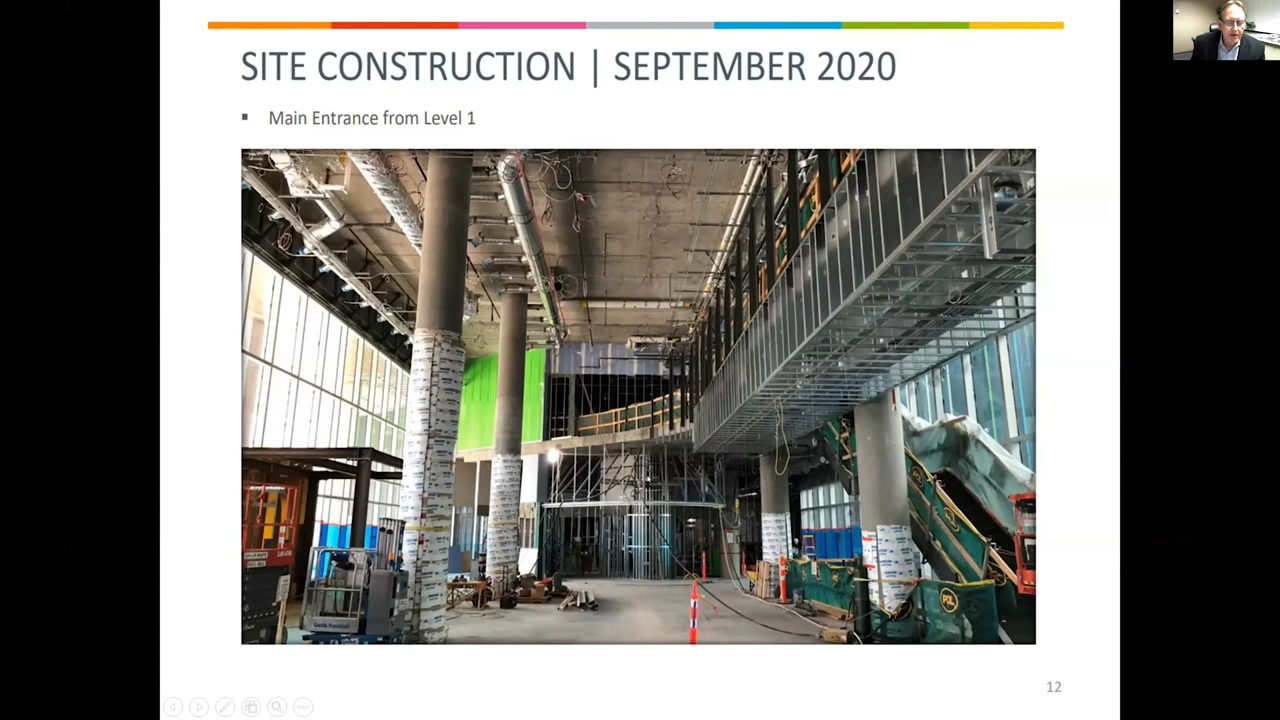 SITE CONSTRUCTION | SEPTEMBER 2020
▪ Main Entrance from Level 1
PCL
12